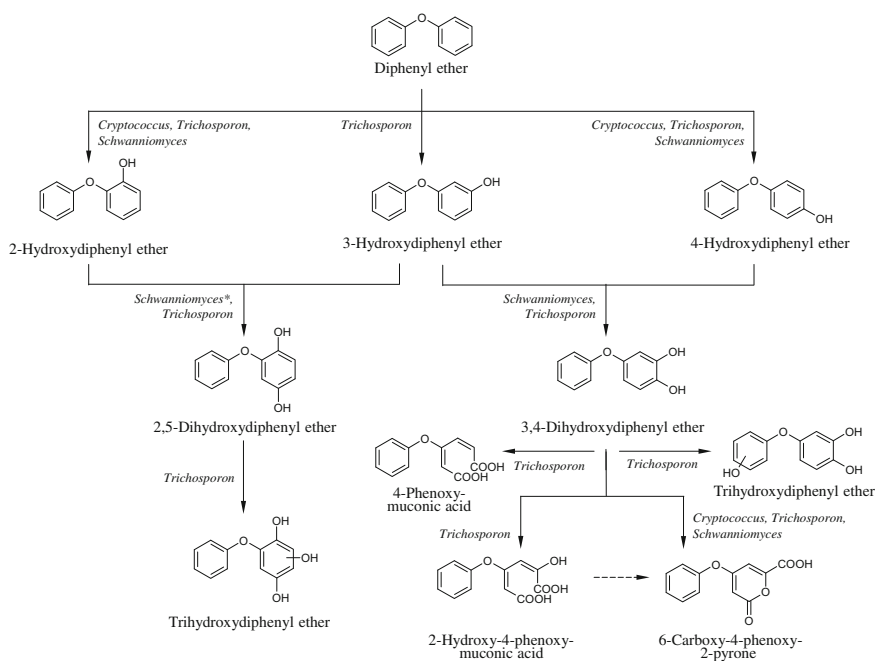 O
Diphenyl ether
Cryptococcus, Trichosporon,
Schwanniomyces
Trichosporon
Cryptococcus, Trichosporon,
Schwanniomyces
OH
O
2-Hydroxydiphenyl ether
O
OH
3-Hydroxydiphenyl ether
O
OH
4-Hydroxydiphenyl ether
Schwanniomyces*,
Trichosporon
Schwanniomyces,
Trichosporon
OH
O
OH
2,5-Dihydroxydiphenyl ether
O
OH
OH
3,4-Dihydroxydiphenyl ether
Trichosporon
O
COOH
COOH
4-Phenoxy-
muconic acid
Trichosporon
Trichosporon
O
OH
OH
HO
Trihydroxydiphenyl ether
Trichosporon
Cryptococcus, Trichosporon,
Schwanniomyces
OH
O
OH
OH
Trihydroxydiphenyl ether
O
OH
COOH
COOH
2-Hydroxy-4-phenoxy-
muconic acid
O
COOH
O
O
6-Carboxy-4-phenoxy-
2-pyrone